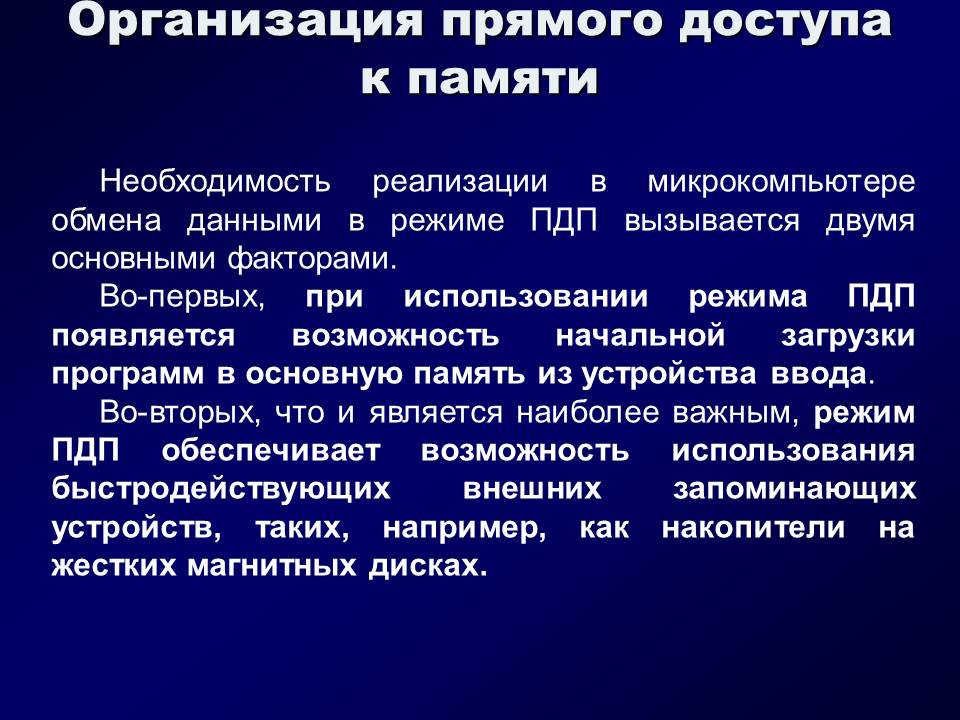 Организация прямого доступа
к памяти
Необходимость реализации в микрокомпьютере
обмена данными в режиме ПДП вызывается двумя
основными факторами.
Во-первых, при использовании режима ПДП
появляется возможность начальной загрузки
программ в основную память из устройства ввода.
Во-вторых, что и является наиболее важным, режим
ПДП обеспечивает возможность использования
быстродействующих внешних запоминающих
устройств, таких, например, как накопители на
жестких магнитных дисках.